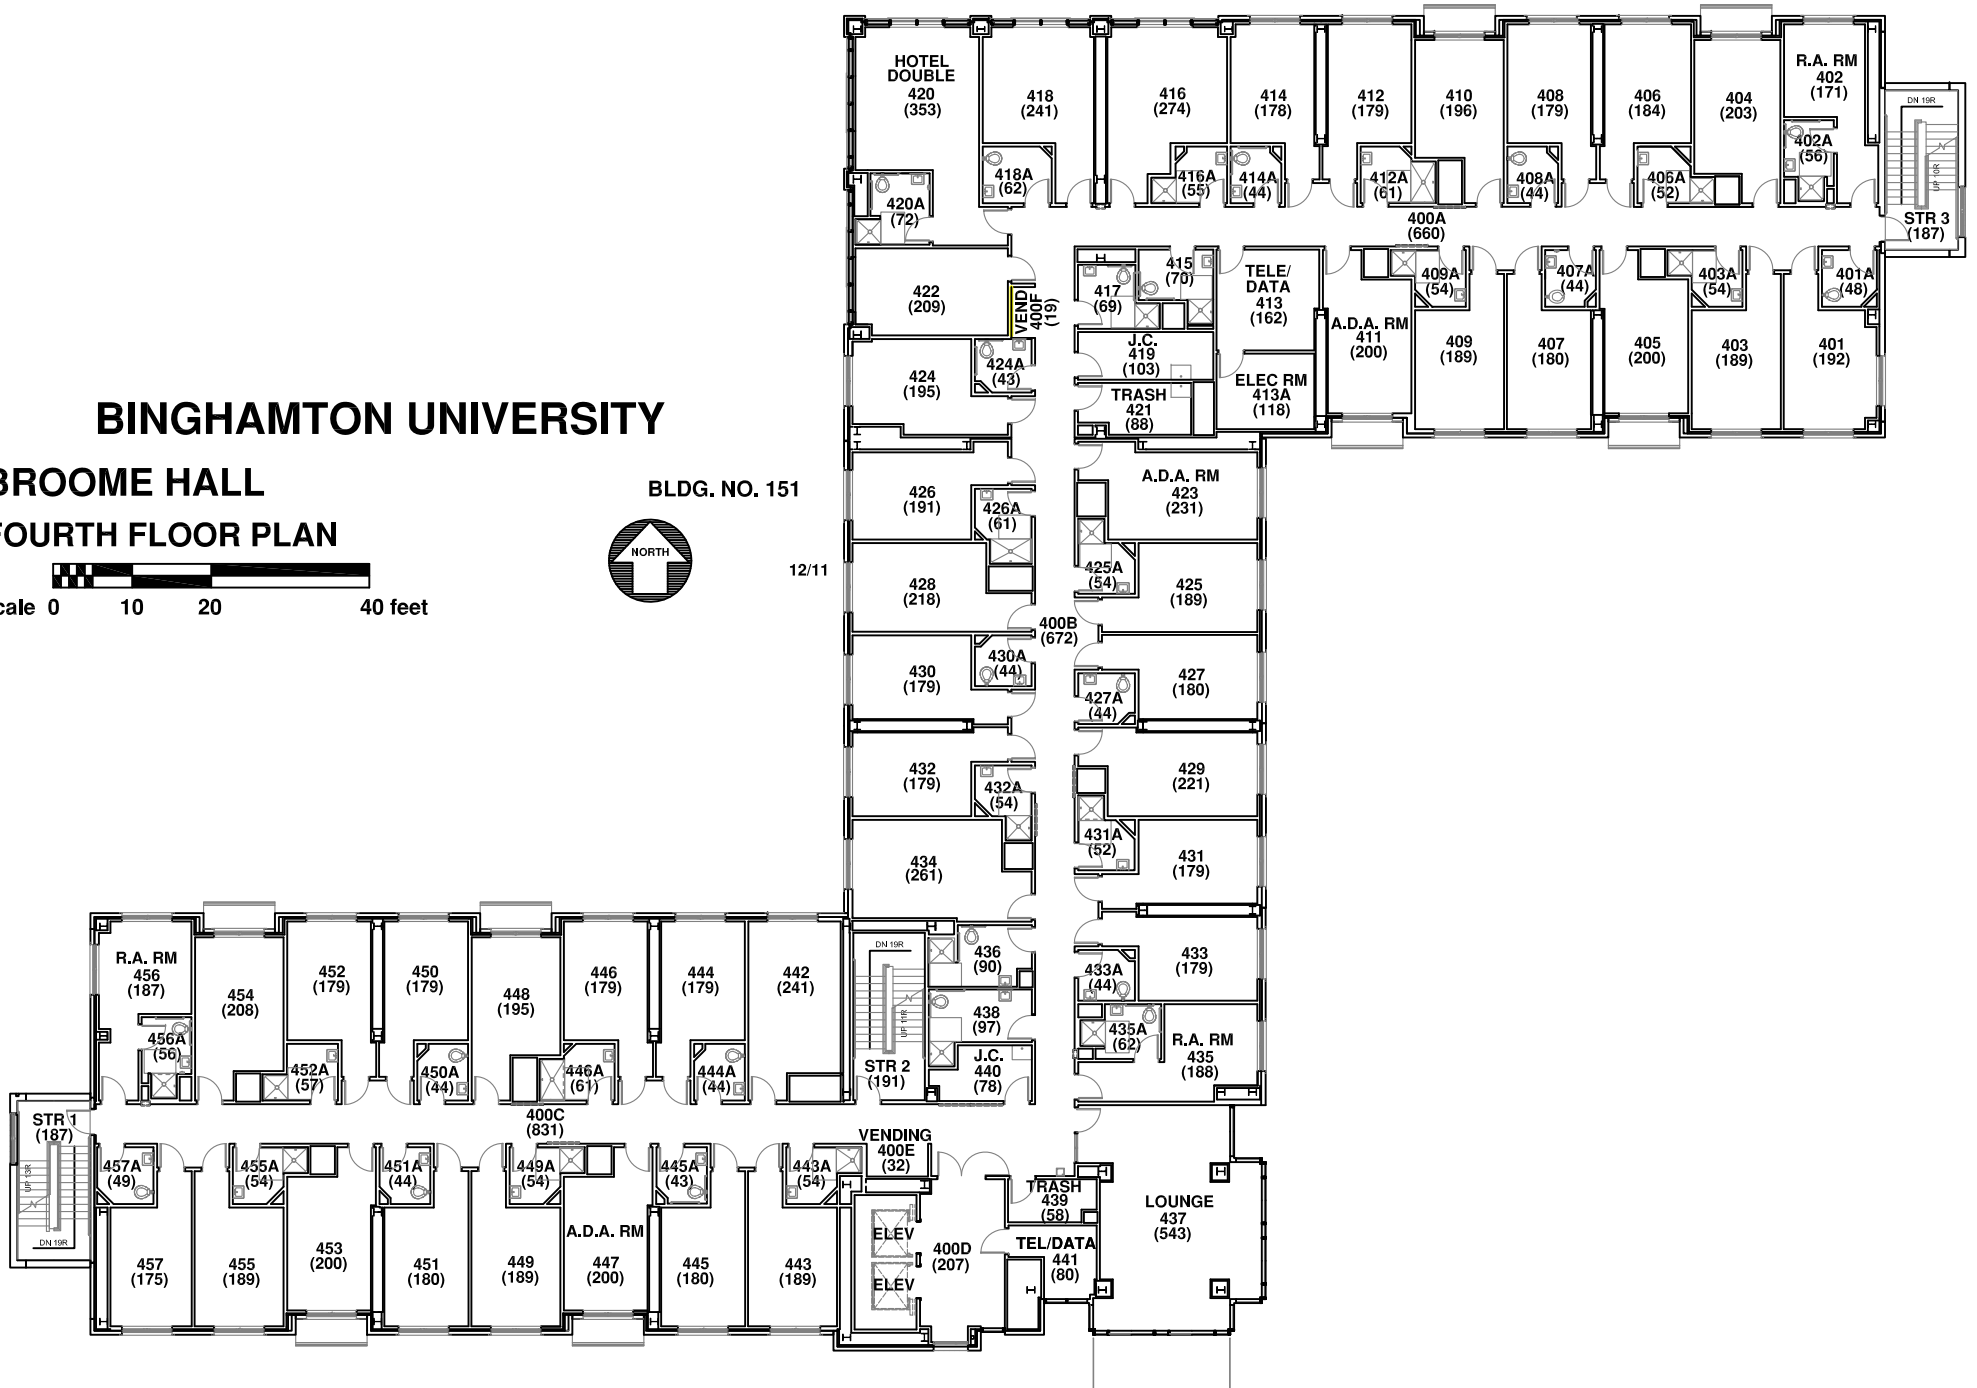 BINGHAMTON UNIVERSITY
BROOME HALL
FOURTH FLOOR PLAN
cale 0 10 20 40 feet
BLDG. NO. 151
NORTH
12/11
HOTEL
DOUBLE
420
(353)
418
(241)
416
(274)
414
(178)
412
(179)
410
(196)
408
(179)
406
(184)
404
(203)
R.A. RM
402
(171)
DN 19R
UP 10R
STR 3
(187)
420A
(72)
418A
(62)
416A
(55)
414A
(44)
412A
(61)
408A
(44)
406A
(52)
402A
(56)
400A
(660)
422
(209)
VEND
400F
(19)
417
(69)
415
(70)
TELE/
DATA
413
(162)
A.D.A. RM
411
(200)
409A
(54)
409
(189)
407A
(44)
407
(180)
405
(200)
403A
(54)
403
(189)
401A
(48)
401
(192)
424
(195)
424A
(43)
J.C.
419
(103)
TRASH
421
(88)
ELEC RM
413A
(118)
426
(191)
426A
(61)
A.D.A. RM
423
(231)
428
(218)
425A
(54)
425
(189)
400B
(672)
430
(179)
430A
(44)
427
(180)
427A
(44)
432
(179)
432A
(54)
429
(221)
434
(261)
431A
(52)
431
(179)
436
(90)
433A
(44)
433
(179)
438
(97)
435A
(62)
R.A. RM
435
(188)
J.C.
440
(78)
DN 19R
UP 11R
STR 2
(191)
R.A. RM
456
(187)
454
(208)
452
(179)
450
(179)
448
(195)
446
(179)
444
(179)
442
(241)
456A
(56)
452A
(57)
450A
(44)
446A
(61)
444A
(44)
400C
(831)
STR 1
(187)
UP 13R
DN 19R
457A
(49)
455A
(54)
451A
(44)
449A
(54)
445A
(43)
443A
(54)
VENDING
400E
(32)
457
(175)
455
(189)
453
(200)
451
(180)
449
(189)
A.D.A. RM
447
(200)
445
(180)
443
(189)
ELEV
ELEV
400D
(207)
TRASH
439
(58)
TEL/DATA
441
(80)
LOUNGE
437
(543)